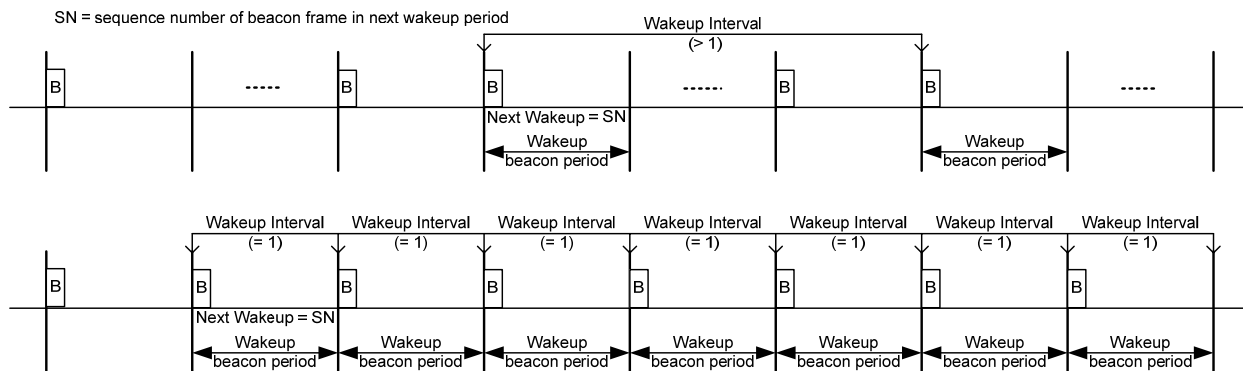 SN = sequence number of beacon frame in next wakeup period
Wakeup Interval
(> 1)
B B B B B
Next Wakeup = SN
Wakeup
beacon period
Wakeup
beacon period
Wakeup Interval
(= 1)
Wakeup Interval
(= 1)
Wakeup Interval
(= 1)
Wakeup Interval
(= 1)
Wakeup Interval
(= 1)
Wakeup Interval
(= 1)
Wakeup Interval
(= 1)
B B B B B B B B
Next Wakeup = SN
Wakeup
beacon period
Wakeup
beacon period
Wakeup
beacon period
Wakeup
beacon period
Wakeup
beacon period
Wakeup
beacon period
Wakeup
beacon period